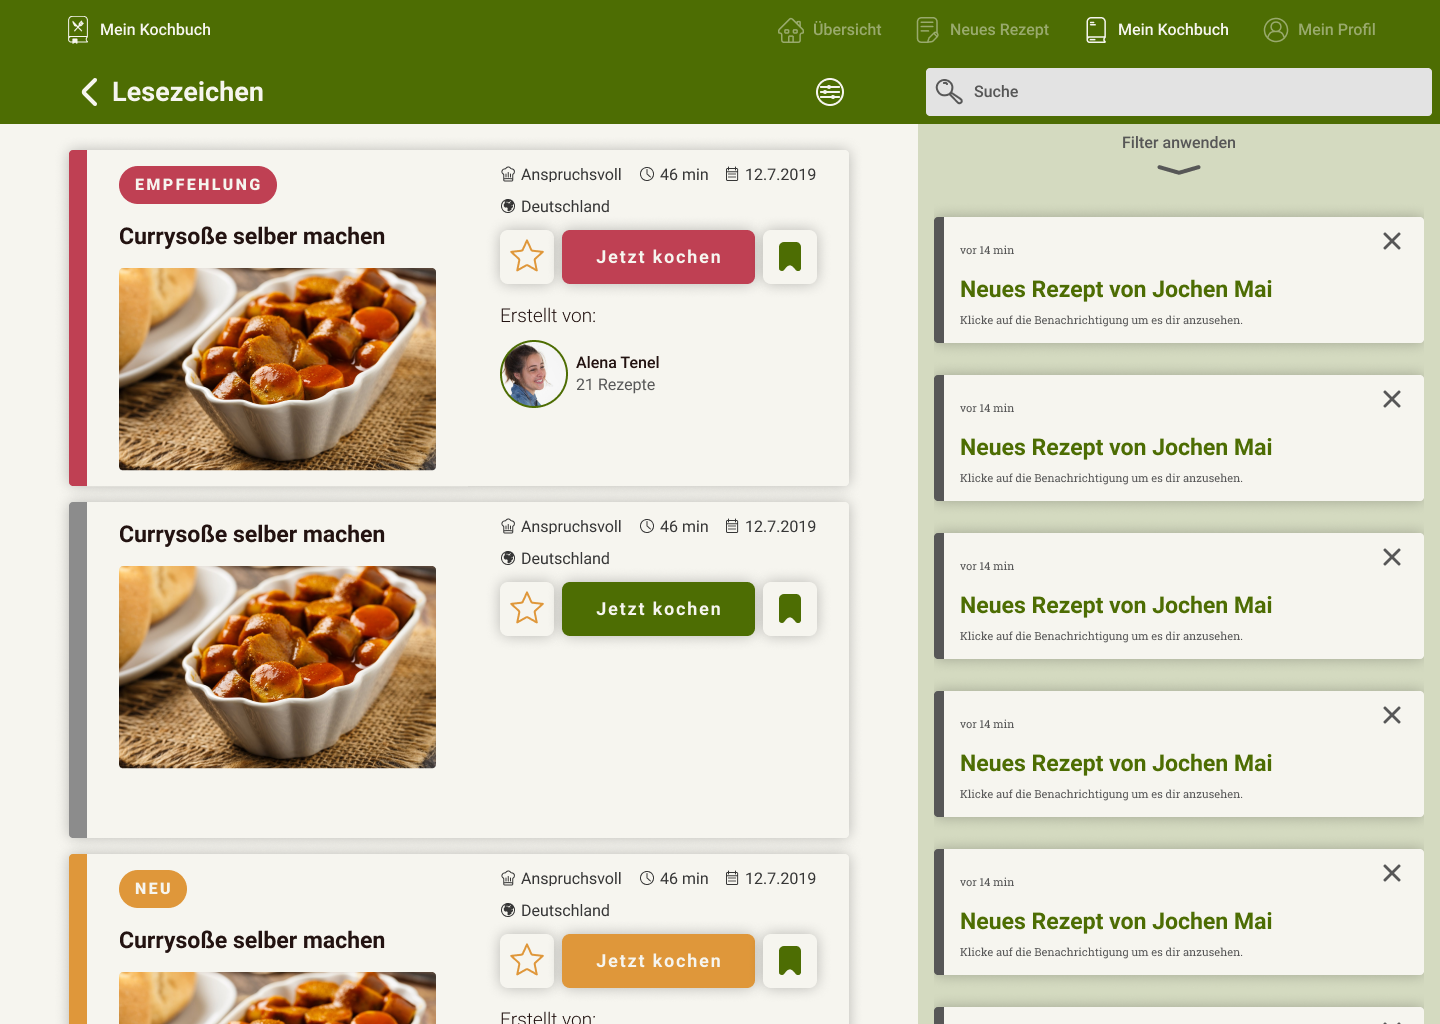 Mein Kochbuch
Übersicht
Neues Rezept
Mein Kochbuch
Mein Profil
Lesezeichen
Suche
EMPFEHLUNG
Currysoße selber machen
Anspruchsvoll
46 min
12.7.2019
Deutschland
Jetzt kochen
Erstellt von:
Alena Tenel
21 Rezepte
Currysoße selber machen
Anspruchsvoll
46 min
12.7.2019
Deutschland
Jetzt kochen
NEU
Currysoße selber machen
Anspruchsvoll
46 min
12.7.2019
Deutschland
Jetzt kochen
Erstellt von:
Filter anwenden
vor 14 min
Neues Rezept von Jochen Mai
Klicke auf die Benachrichtigung um es dir anzusehen.
vor 14 min
Neues Rezept von Jochen Mai
Klicke auf die Benachrichtigung um es dir anzusehen.
vor 14 min
Neues Rezept von Jochen Mai
Klicke auf die Benachrichtigung um es dir anzusehen.
vor 14 min
Neues Rezept von Jochen Mai
Klicke auf die Benachrichtigung um es dir anzusehen.
vor 14 min
Neues Rezept von Jochen Mai
Klicke auf die Benachrichtigung um es dir anzusehen.